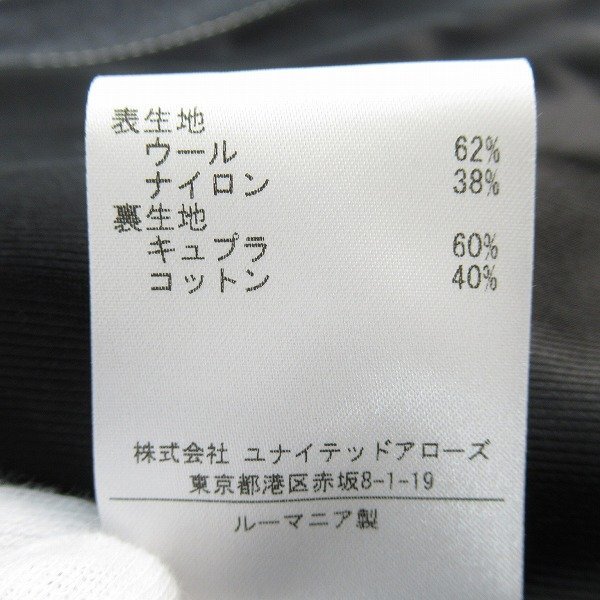 表生地
ウール 62%
ナイロン 38%
裏生地
キュプラ 60%
コットン 40%
株式会社 ユナイテッドアローズ
東京都港区赤坂8-1-19
ルーマニア製